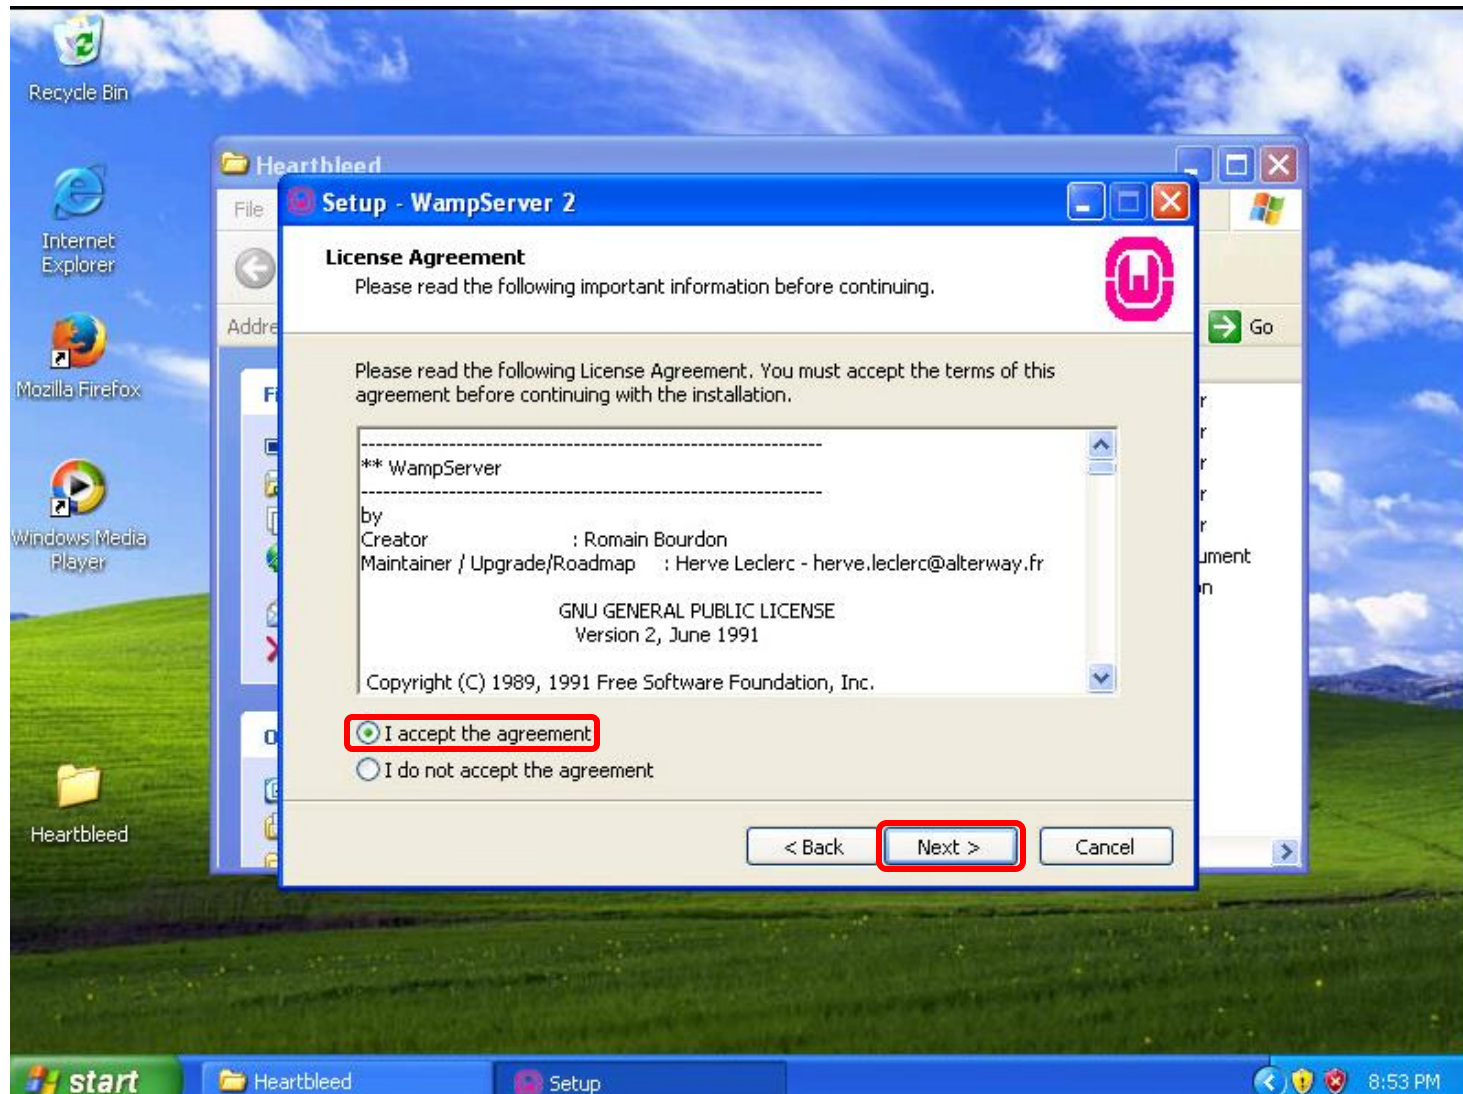 Recycle Bin
Internet
Explorer
Mozilla Firefox
Windows Media
Player
Heartbleed
Heartbleed
File
Addre
Go
Fi
O
r
r
r
r
r
ument
on
Setup - WampServer 2
License Agreement
Please read the following important information before continuing.
Please read the following License Agreement. You must accept the terms of this
agreement before continuing with the installation.
------------------------------------------------------------------
** WampServer
------------------------------------------------------------------
by
Creator : Romain Bourdon
Maintainer / Upgrade/Roadmap : Herve Leclerc - herve.leclerc@alterway.fr
GNU GENERAL PUBLIC LICENSE
Version 2, June 1991
Copyright (C) 1989, 1991 Free Software Foundation, Inc.
I accept the agreement
I do not accept the agreement
< Back Next > Cancel
start Heartbleed Setup 8:53 PM